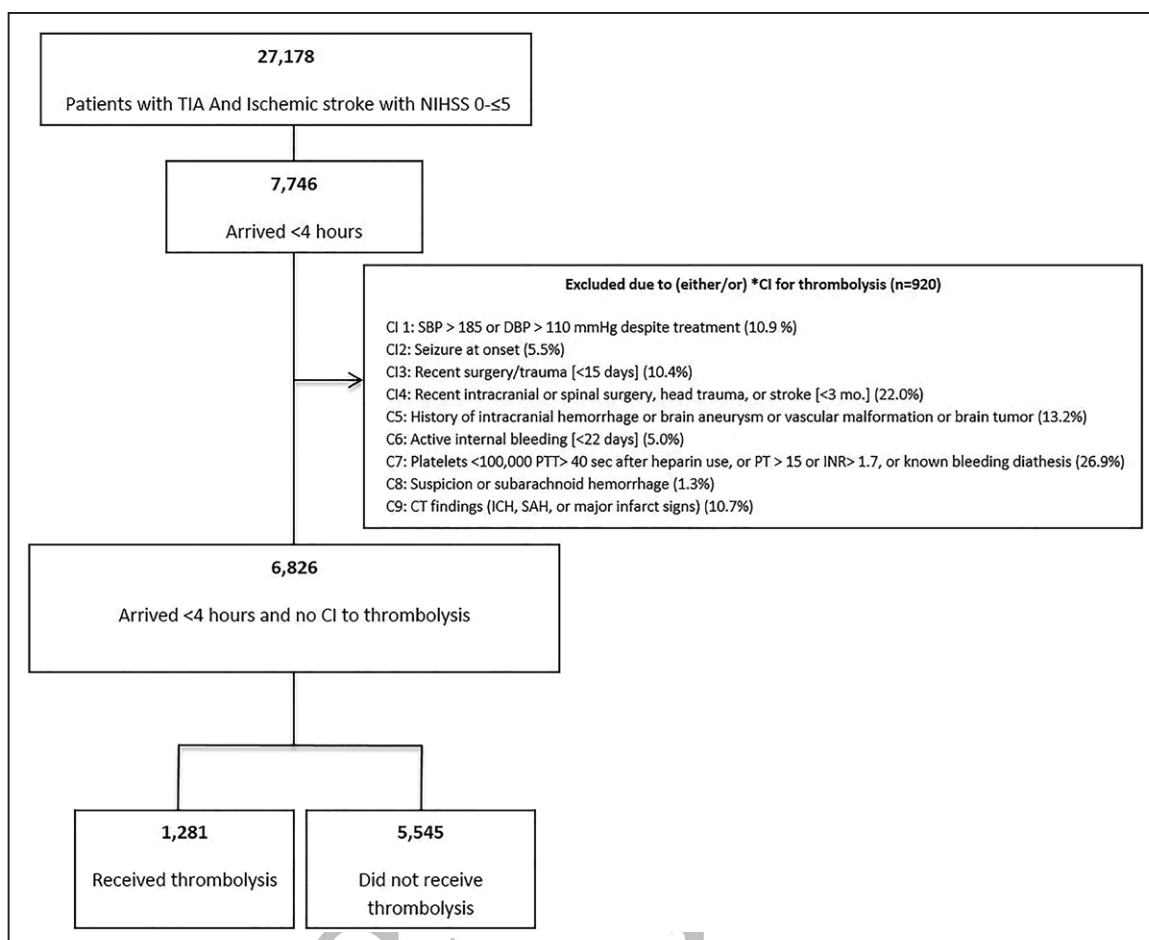 27,178
Patients with TIA And Ischemic stroke with NIHSS 0-≤5
7,746
Arrived <4 hours
Excluded due to (either/or) *CI for thrombolysis (n=920)
CI 1: SBP > 185 or DBP > 110 mmHg despite treatment (10.9 %)
CI2: Seizure at onset (5.5%)
CI3: Recent surgery/trauma [<15 days] (10.4%)
CI4: Recent intracranial or spinal surgery, head trauma, or stroke [<3 mo.] (22.0%)
C5: History of intracranial hemorrhage or brain aneurysm or vascular malformation or brain tumor (13.2%)
C6: Active internal bleeding [<22 days] (5.0%)
C7: Platelets <100,000 PTT> 40 sec after heparin use, or PT > 15 or INR> 1.7, or known bleeding diathesis (26.9%)
C8: Suspicion or subarachnoid hemorrhage (1.3%)
C9: CT findings (ICH, SAH, or major infarct signs) (10.7%)
6,826
Arrived <4 hours and no CI to thrombolysis
1,281
Received thrombolysis
5,545
Did not receive
thrombolysis